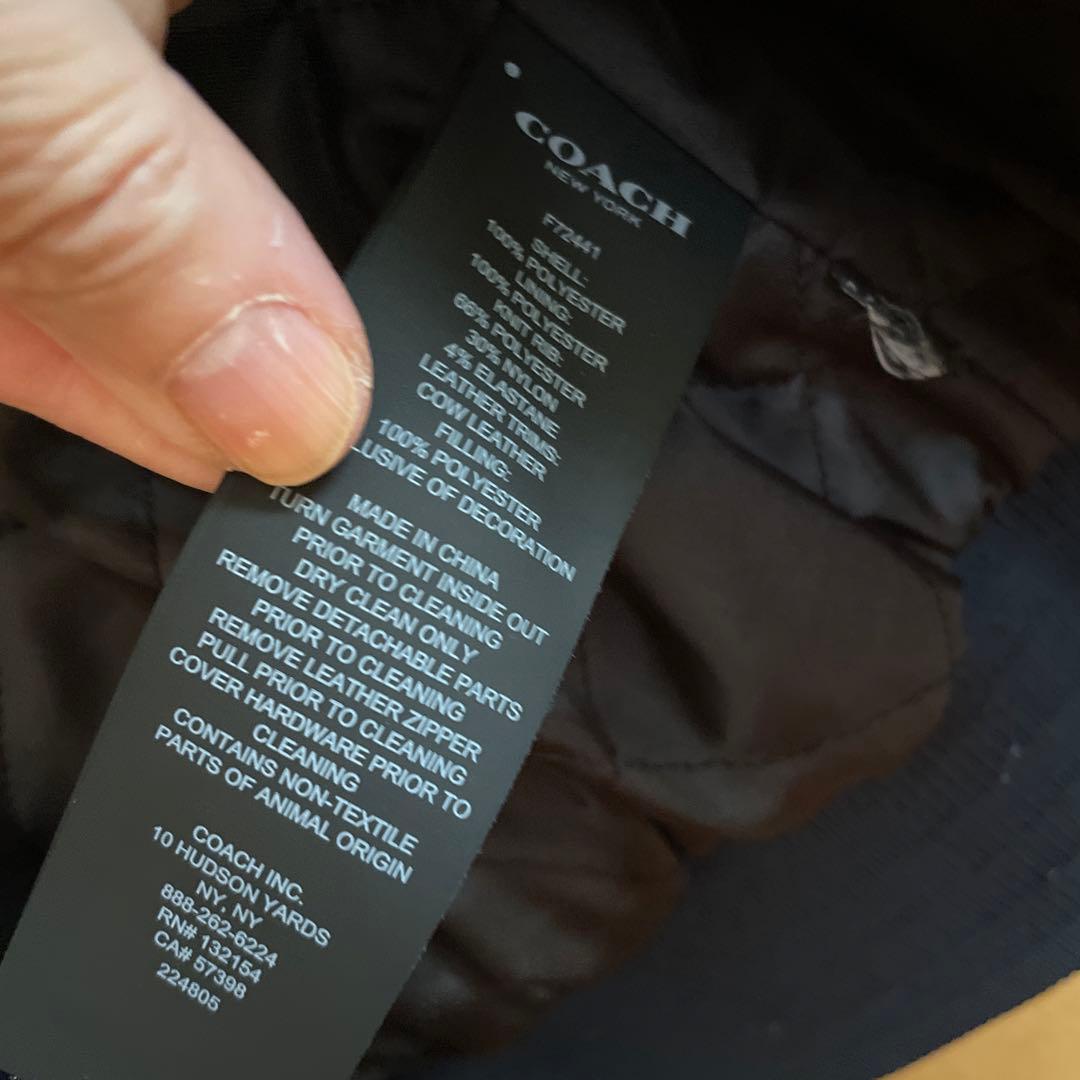 COACH
NEW YORK
F72441
SHELL:
100% POLYESTER
LINING:
100% POLYESTER
KNIT RIB:
66% POLYESTER
30% NYLON
4% ELASTANE
LEATHER TRIMS:
COW LEATHER
FILLING:
100% POLYESTER
LUSIVE OF DECORATION
MADE IN CHINA
TURN GARMENT INSIDE OUT
PRIOR TO CLEANING
DRY CLEAN ONLY
REMOVE DETACHABLE PARTS
PRIOR TO CLEANING
REMOVE LEATHER ZIPPER
PULL PRIOR TO CLEANING
COVER HARDWARE PRIOR TO
CLEANING
CONTAINS NON-TEXTILE
PARTS OF ANIMAL ORIGIN
COACH INC.
10 HUDSON YARDS
NY, NY
888-262-6224
RN# 132154
CA# 57398
224805